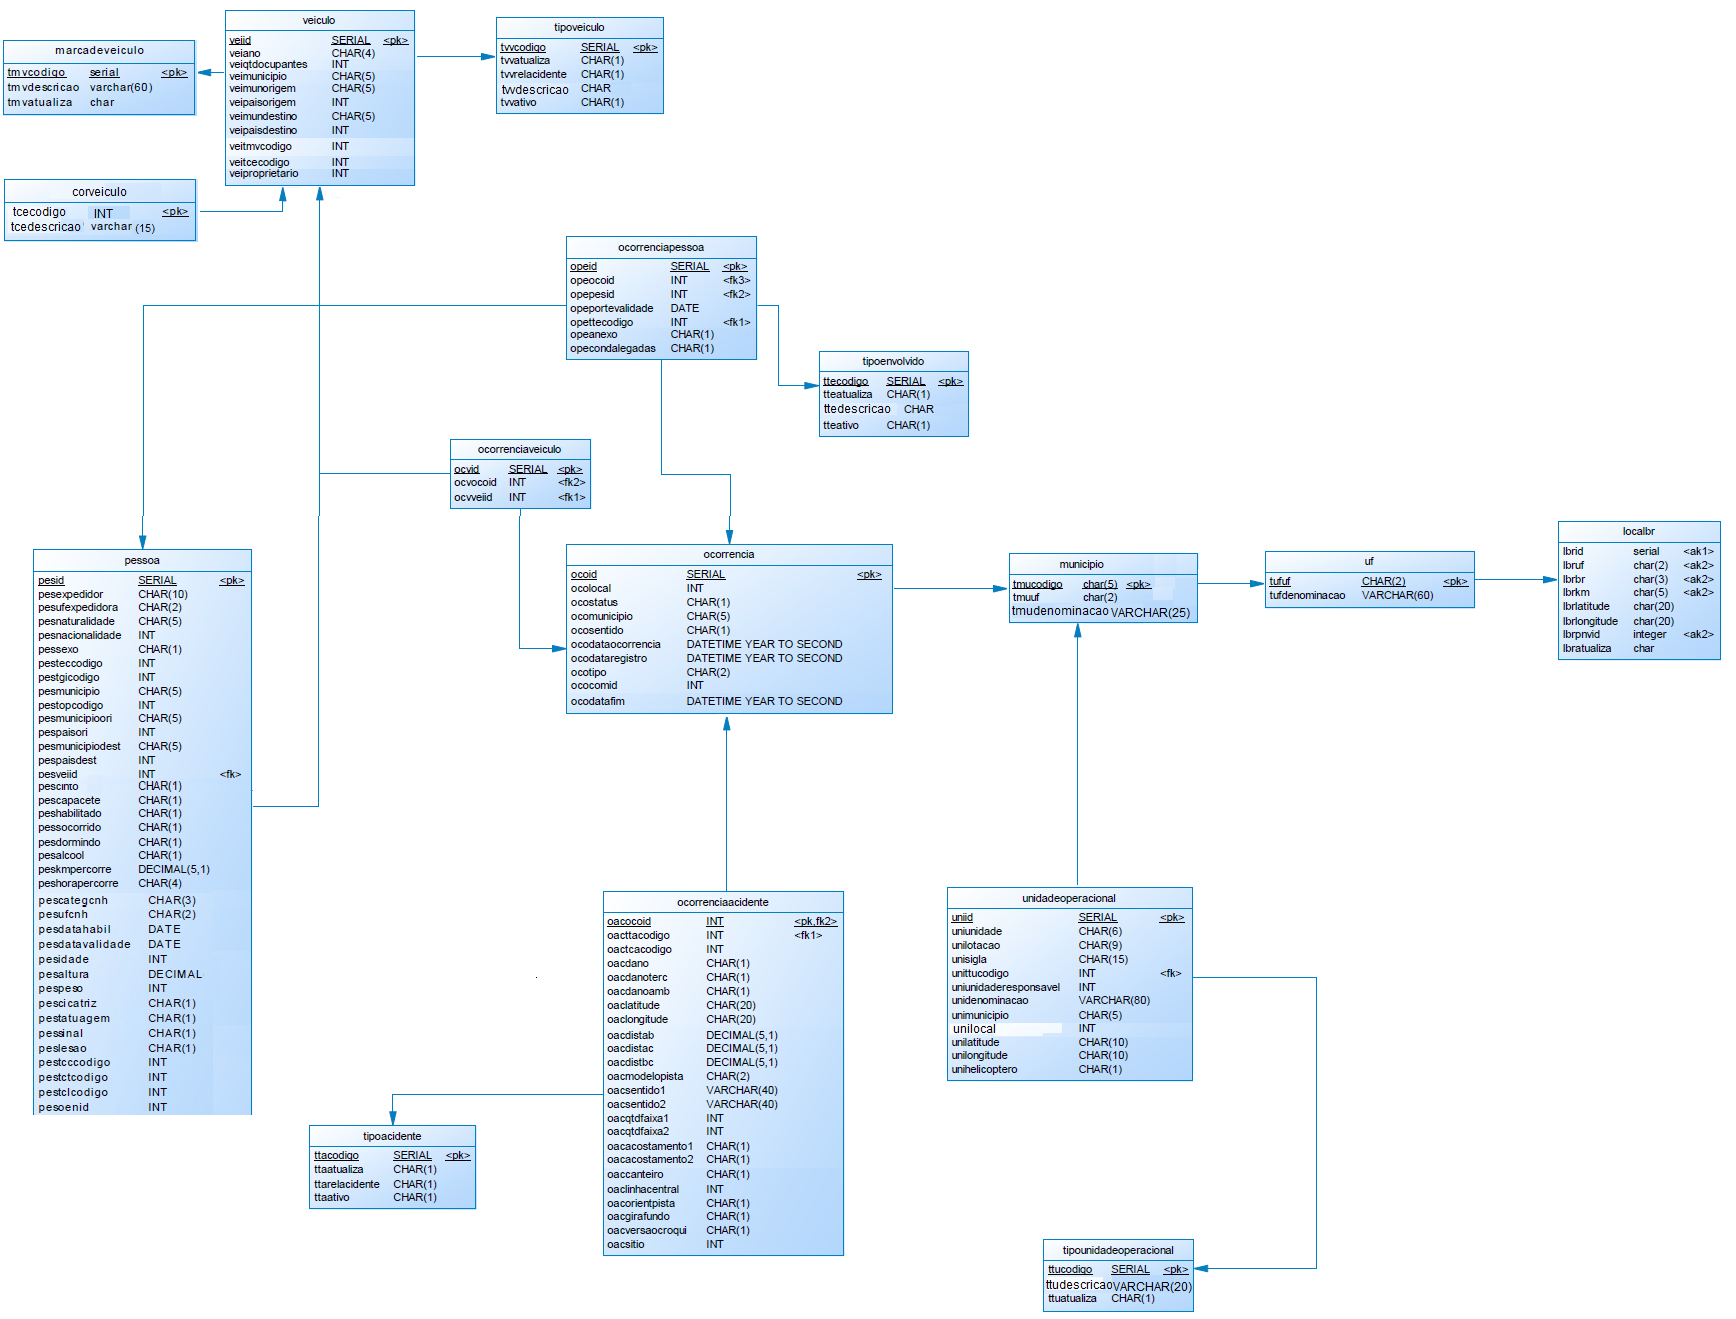 veiculo
veiid SERIAL <pk>
veiano CHAR(4)
veiqtdocupantes INT
veimunicipio CHAR(5)
veimunorigem CHAR(5)
veipaisorigem INT
veimundestino CHAR(5)
veipaisdestino INT
veitmvcodigo INT
veitcecodigo INT
veiproprietario INT
tipoveiculo
tvvcodigo SERIAL <pk>
tvvatualiza CHAR(1)
tvvrelacidente CHAR(1)
tvvdescricao CHAR
tvvativo CHAR(1)
marcadeveiculo
tmvcodigo serial <pk>
tmvdescricao varchar(60)
tmvatualiza char
corveiculo
tcecodigo INT <pk>
tcedescricao varchar (15)
ocorrenciapessoa
opeid SERIAL <pk>
opeocoid INT <fk3>
opepesid INT <fk2>
opeportevalidade DATE
opettecodigo INT <fk1>
opeanexo CHAR(1)
opecondalegadas CHAR(1)
tipoenvolvido
ttecodigo SERIAL <pk>
tteatualiza CHAR(1)
ttedescricao CHAR
tteativo CHAR(1)
ocorrenciaveiculo
ocvid SERIAL <pk>
ocvocoid INT <fk2>
ocvveiid INT <fk1>
pessoa
pesid SERIAL <pk>
pesexpedidor CHAR(10)
pesufexpedidora CHAR(2)
pesnaturalidade CHAR(5)
pesnacionalidade INT
pessexo CHAR(1)
pesteccodigo INT
pestgicodigo INT
pesmunicipio CHAR(5)
pestopcodigo INT
pesmunicipioori CHAR(5)
pespaisori INT
pesmunicipiodest CHAR(5)
pespaisdest INT
pesveiid INT <fk>
pescinto CHAR(1)
pescapacete CHAR(1)
peshabilitado CHAR(1)
pessocorrido CHAR(1)
pesdormindo CHAR(1)
pesalcool CHAR(1)
peskmpercorre DECIMAL(5,1)
peshorapercorre CHAR(4)
pescategcnh CHAR(3)
pesufcnh CHAR(2)
pesdatahabil DATE
pesdatavalidade DATE
pesidade INT
pesaltura DECIMAL
pespeso INT
pescicatriz CHAR(1)
pestatuagem CHAR(1)
pessinal CHAR(1)
peslesao CHAR(1)
pestcccodigo INT
pestctcodigo INT
pestclcodigo INT
pesoenid INT
ocorrencia
ocoid SERIAL <pk>
ocolocal INT
ocostatus CHAR(1)
ocomunicipio CHAR(5)
ocosentido CHAR(1)
ocodataocorrencia DATETIME YEAR TO SECOND
ocodataregistro DATETIME YEAR TO SECOND
ocotipo CHAR(2)
ococomid INT
ocodatafim DATETIME YEAR TO SECOND
municipio
tmucodigo char(5) <pk>
tmuuf char(2)
tmudenominacao VARCHAR(25)
uf
tufuf CHAR(2) <pk>
tufdenominacao VARCHAR(60)
localbr
lbrid serial <ak1>
lbruf char(2) <ak2>
lbrbr char(3) <ak2>
lbrkm char(5) <ak2>
lbrlatitude char(20)
lbrlongitude char(20)
lbrpnvid integer <ak2>
lbratualiza char
ocorrenciaacidente
oacocoid INT <pk,fk2>
oacttacodigo INT <fk1>
oactcacodigo INT
oacdano CHAR(1)
oacdanoterc CHAR(1)
oacdanoamb CHAR(1)
oaclatitude CHAR(20)
oaclongitude CHAR(20)
oacdistab DECIMAL(5,1)
oacdistac DECIMAL(5,1)
oacdistbc DECIMAL(5,1)
oacmodelopista CHAR(2)
oacsentido1 VARCHAR(40)
oacsentido2 VARCHAR(40)
oacqtdfaixa1 INT
oacqtdfaixa2 INT
oacacostamento1 CHAR(1)
oacacostamento2 CHAR(1)
oaccanteiro CHAR(1)
oaclinhacentral INT
oacorientpista CHAR(1)
oacgirafundo CHAR(1)
oacversaocroqui CHAR(1)
oacsitio INT
unidadeoperacional
uniid SERIAL <pk>
uniunidade CHAR(6)
unilotacao CHAR(9)
unisigla CHAR(15)
unittucodigo INT <fk>
uniunidaderesponsavel INT
unidenominacao VARCHAR(80)
unimunicipio CHAR(5)
unilocal INT
unilatitude CHAR(10)
unilongitude CHAR(10)
unihelicoptero CHAR(1)
tipoacidente
ttacodigo SERIAL <pk>
ttaatualiza CHAR(1)
ttarelacidente CHAR(1)
ttaativo CHAR(1)
tipounidadeoperacional
ttucodigo SERIAL <pk>
ttudescricao VARCHAR(20)
ttuatualiza CHAR(1)